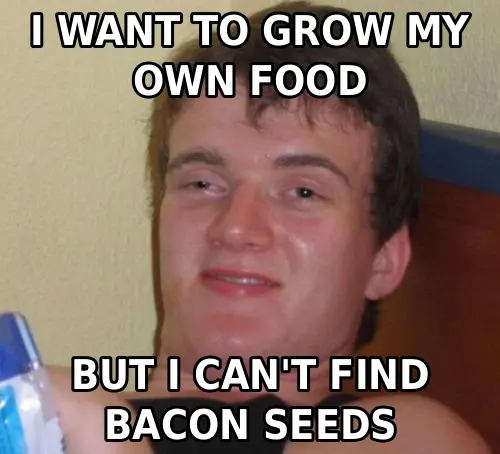 I WANT TO GROW MY
OWN FOOD
BUT I CAN'T FIND
BACON SEEDS